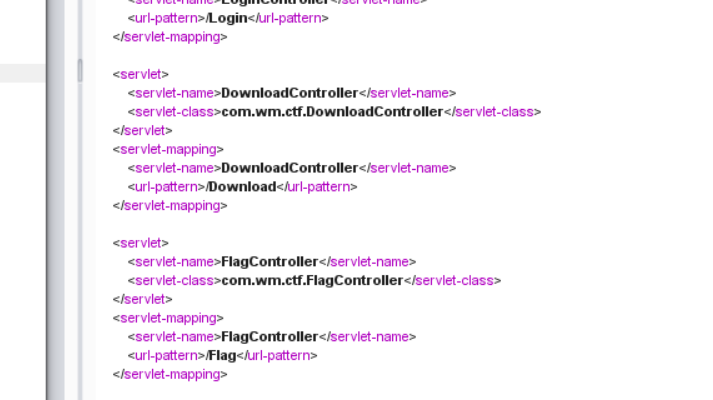 <servlet-name>LoginController</servlet-name>
<url-pattern>/Login</url-pattern>
</servlet-mapping>
<servlet>
<servlet-name>DownloadController</servlet-name>
<servlet-class>com.wm.ctf.DownloadController</servlet-class>
</servlet>
<servlet-mapping>
<servlet-name>DownloadController</servlet-name>
<url-pattern>/Download</url-pattern>
</servlet-mapping>
<servlet>
<servlet-name>FlagController</servlet-name>
<servlet-class>com.wm.ctf.FlagController</servlet-class>
</servlet>
<servlet-mapping>
<servlet-name>FlagController</servlet-name>
<url-pattern>/Flag</url-pattern>
</servlet-mapping>